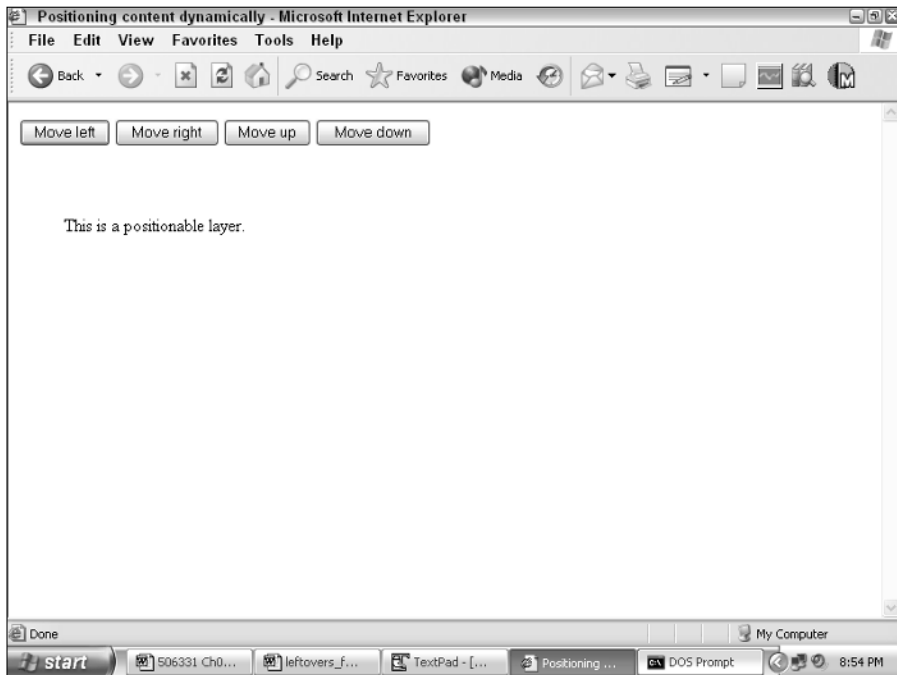 Positioning content dynamically - Microsoft Internet Explorer
File Edit View Favorites Tools Help
Back Search Favorites Media
Move left Move right Move up Move down
This is a positionable layer.
Done My Computer
start 506331 Ch0... leftovers_f... TextPad - [... Positioning ... DOS Prompt 8:54 PM